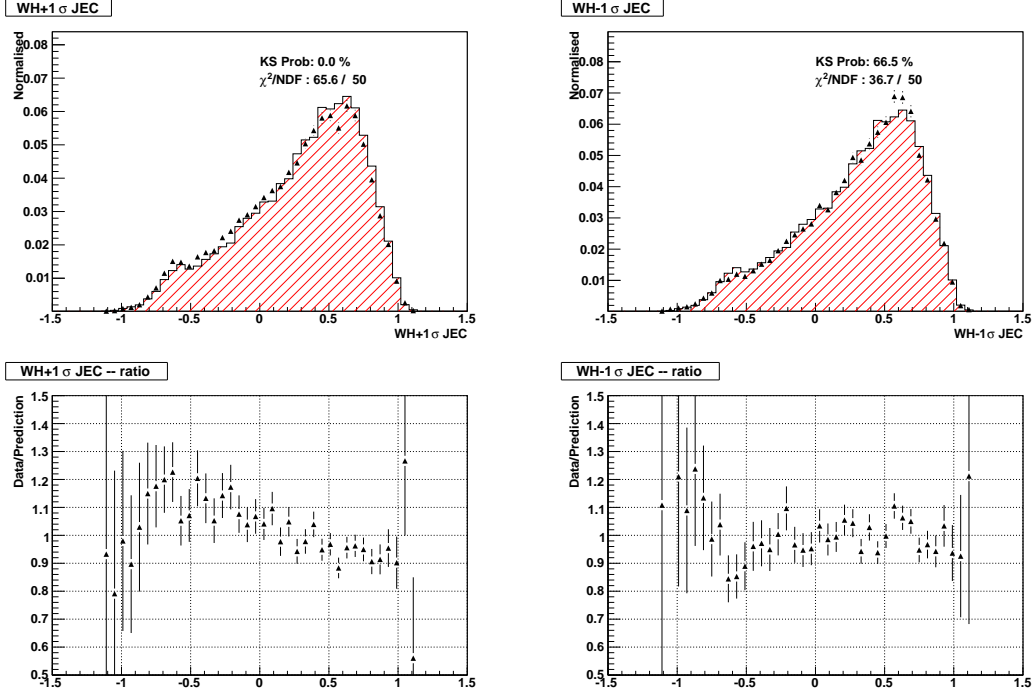 WH+1 σ JEC
Normalised
0.08
0.07
0.06
0.05
0.04
0.03
0.02
0.01
KS Prob: 0.0 %
χ²/NDF : 65.6 / 50
-1.5 -1 -0.5 0 0.5 1 1.5
WH+1 σ JEC
WH-1 σ JEC
Normalised
0.08
0.07
0.06
0.05
0.04
0.03
0.02
0.01
KS Prob: 66.5 %
χ²/NDF : 36.7 / 50
-1.5 -1 -0.5 0 0.5 1 1.5
WH-1 σ JEC
WH+1 σ JEC -- ratio
Data/Prediction
1.5
1.4
1.3
1.2
1.1
1
0.9
0.8
0.7
0.6
0.5
-1.5 -1 -0.5 0 0.5 1 1.5
WH-1 σ JEC -- ratio
Data/Prediction
1.5
1.4
1.3
1.2
1.1
1
0.9
0.8
0.7
0.6
0.5
-1.5 -1 -0.5 0 0.5 1 1.5